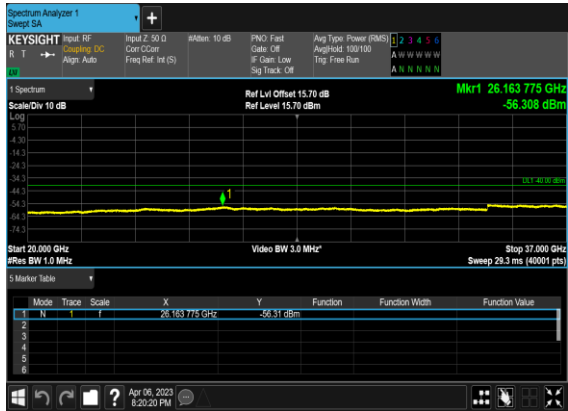 Spectrum Analyzer 1
Swept SA
+
KEYSIGHT Input: RF Input Z: 50 Ω #Atten: 10 dB PNO: Fast Avg Type: Power (RMS) 1 2 3 4 5 6
R T Coupling: DC Corr CCorr Gate: Off Avg|Hold: 100/100 A W W W W W
Align: Auto Freq Ref: Int (S) IF Gain: Low Trig: Free Run
LU Sig Track: Off A N N N N N
1 Spectrum Ref Lvl Offset 15.70 dB Mkr1 26.163 775 GHz
Scale/Div 10 dB Ref Level 15.70 dBm -56.308 dBm
Log
5.70
-4.30
-14.3
-24.3
-34.3
DL1 -40.00 dBm
-44.3
1
-54.3
-64.3
-74.3
Start 20.000 GHz Video BW 3.0 MHz* Stop 37.000 GHz
#Res BW 1.0 MHz Sweep 29.3 ms (40001 pts)
5 Marker Table
Mode Trace Scale X Y Function Function Width Function Value
1 N 1 f 26.163 775 GHz -56.31 dBm
2
3
4
5
6
? Apr 06, 2023
8:20:20 PM